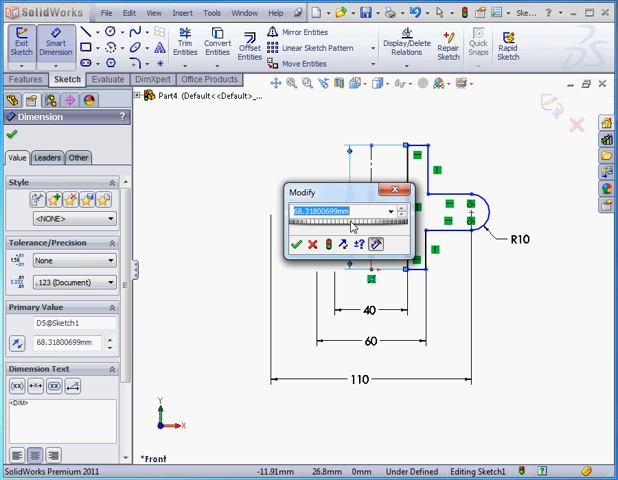 SolidWorks
File
Edit
View
Insert
Tools
Window
Help
Ske...
Exit Sketch
Smart Dimension
Trim Entities
Convert Entities
Offset Entities
Mirror Entities
Linear Sketch Pattern
Move Entities
Display/Delete Relations
Repair Sketch
Quick Snaps
Rapid Sketch
Features
Sketch
Evaluate
DimXpert
Office Products
Part4 (Default<<Default>_...
Dimension
?
Value
Leaders
Other
Style
<NONE>
Tolerance/Precision
None
.123 (Document)
Primary Value
D5@Sketch1
68.31800699mm
Dimension Text
<DIM>
Modify
68.31800699mm
±?
R10
40
60
110
Y
X
*Front
SolidWorks Premium 2011
-11.91mm
26.8mm
0mm
Under Defined
Editing Sketch1